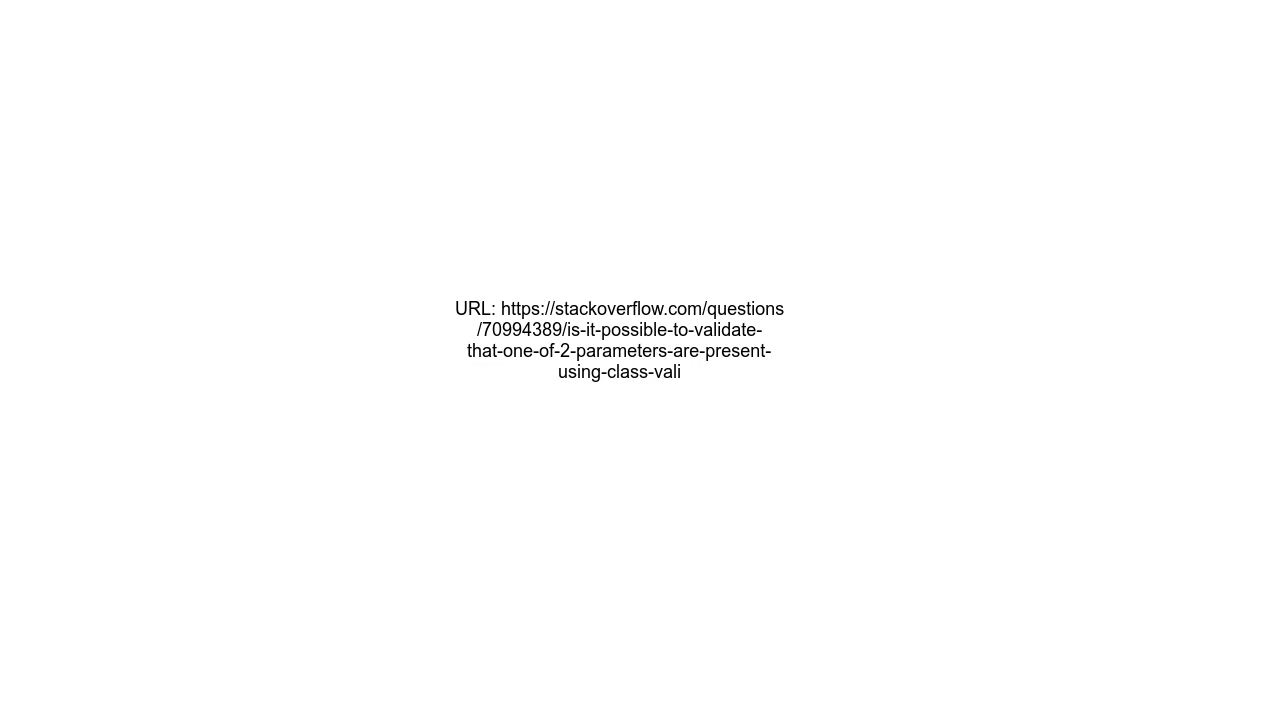 URL: https://stackoverflow.com/questions
/70994389/is-it-possible-to-validate-
that-one-of-2-parameters-are-present-
using-class-vali